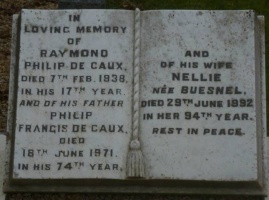 IN
LOVING MEMORY
OF
RAYMOND
PHILIP DE CAUX,
DIED 7TH FEB. 1938,
IN HIS 17TH YEAR.
AND OF HIS FATHER
PHILIP
FRANCIS DE CAUX,
DIED
16TH JUNE 1971,
IN HIS 74TH YEAR,
AND
OF HIS WIFE
NELLIE
NÉE BUESNEL,
DIED 29TH JUNE 1992
IN HER 94TH YEAR.
REST IN PEACE.